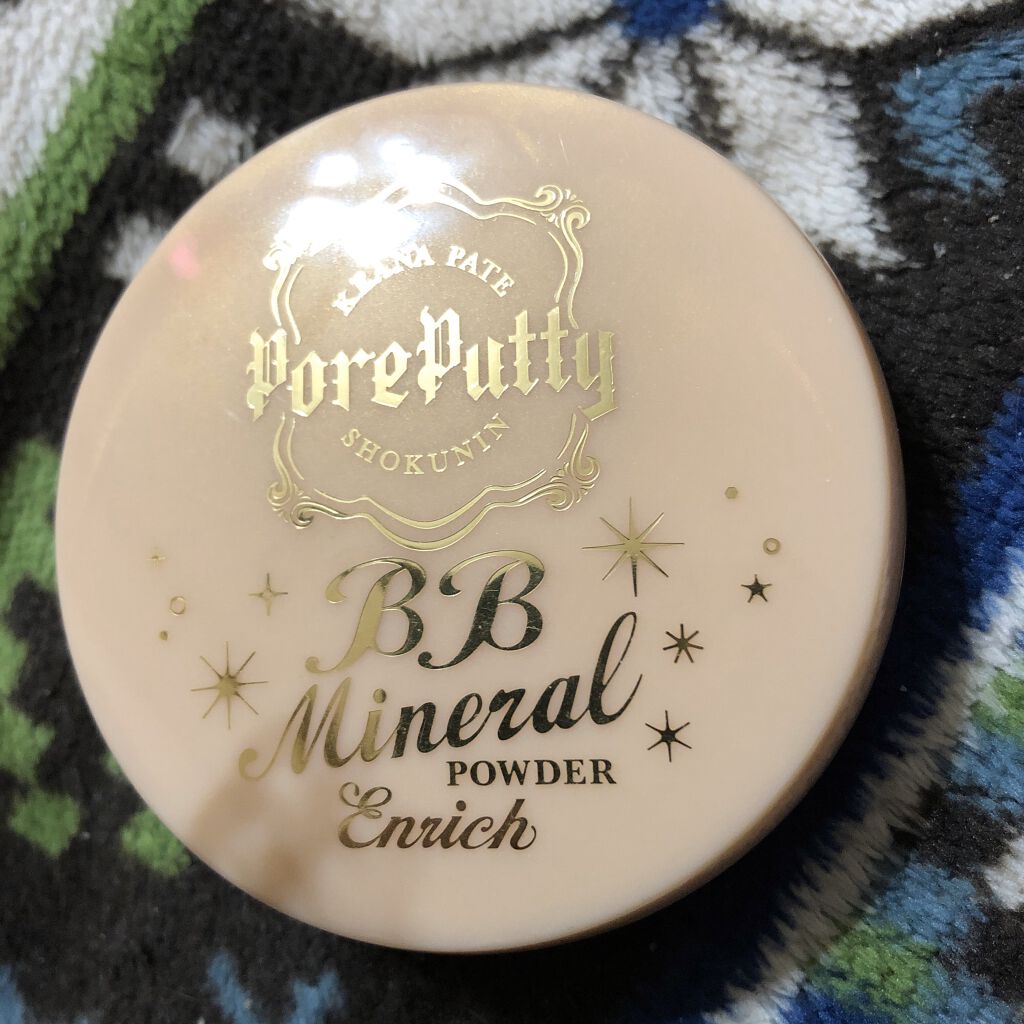 KEANA PATE
PorePutty
SHOKUNIN
BB
Mineral
POWDER
Enrich